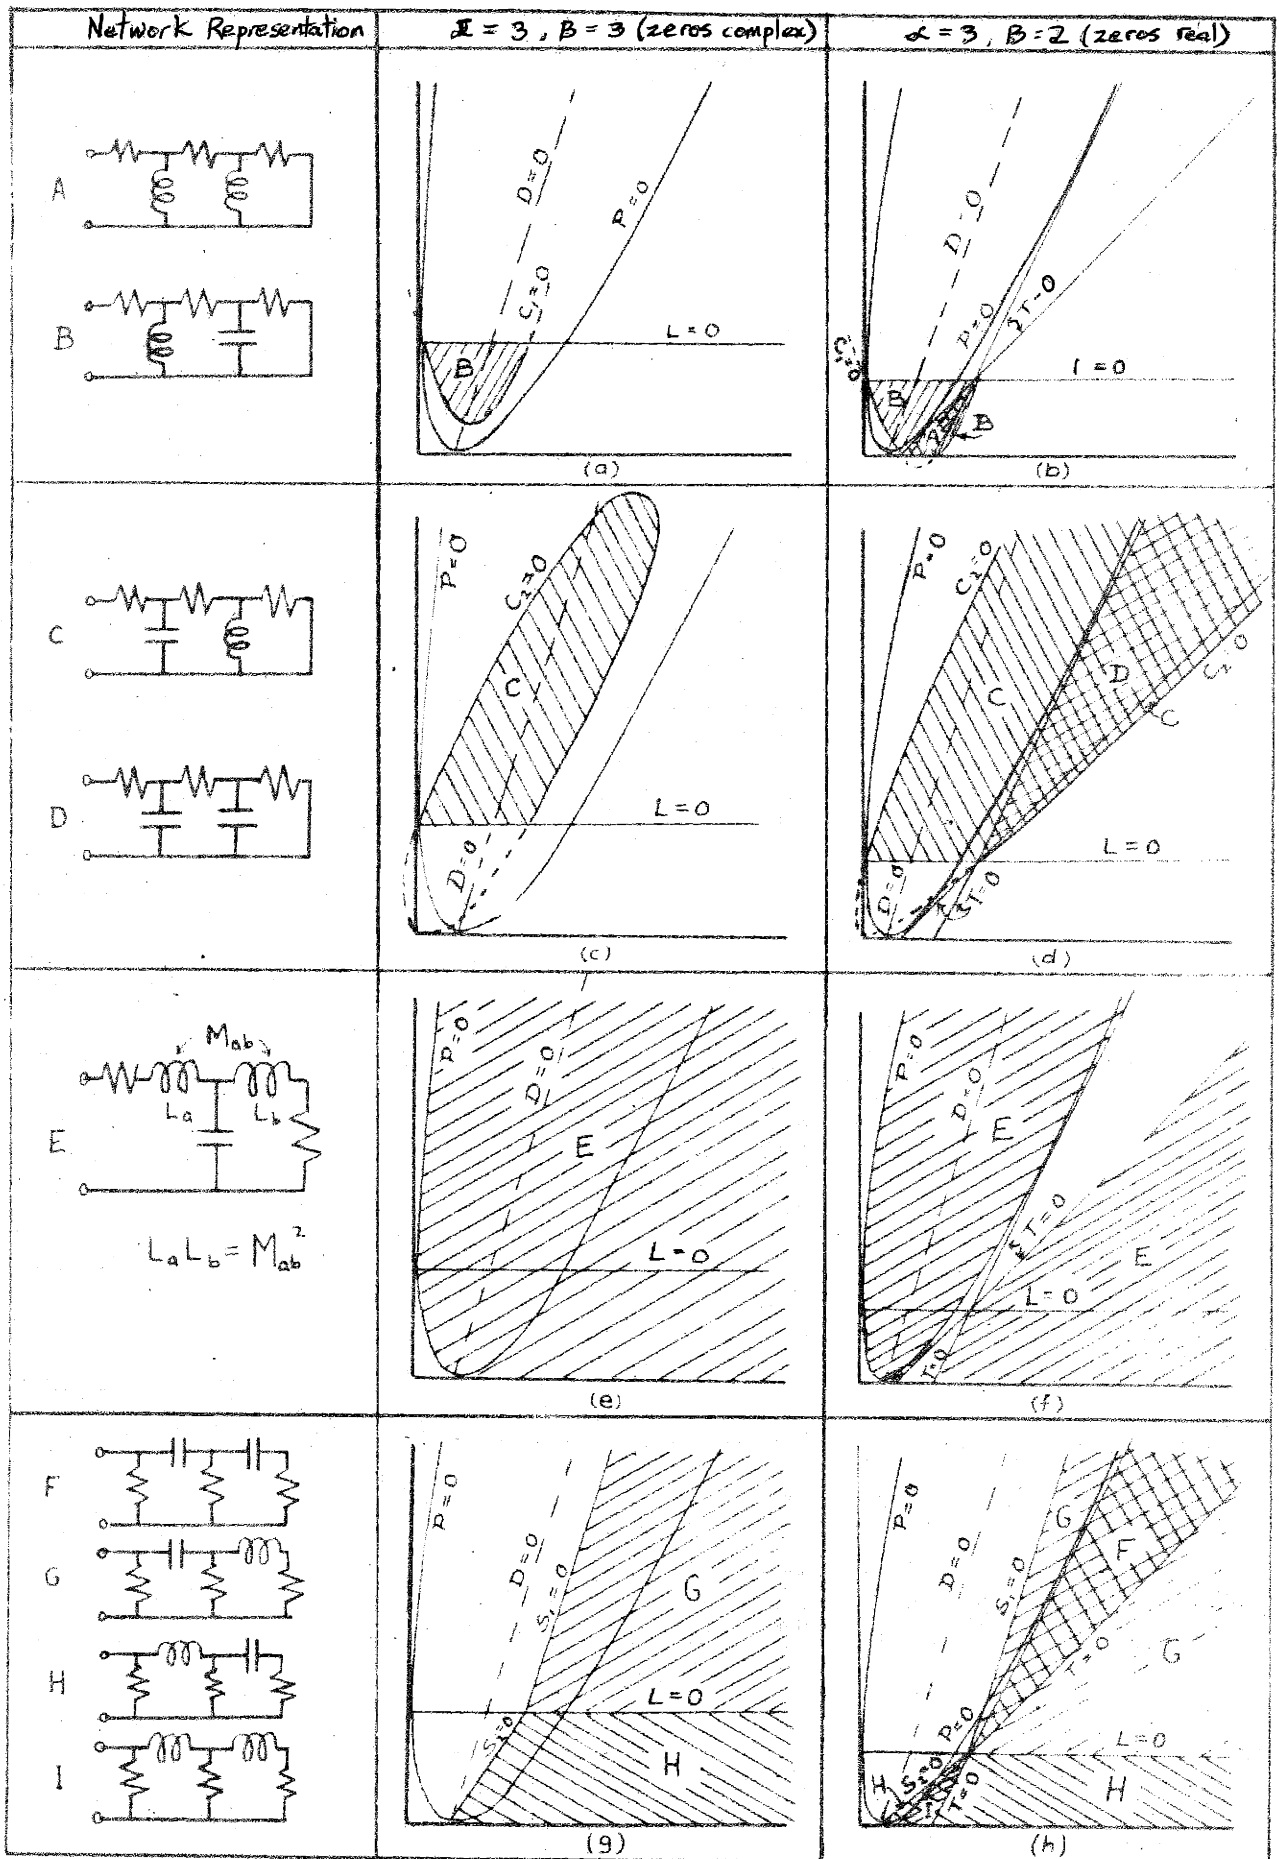 Network Representation
α = 3, B = 3 (zeros complex)
α = 3, B = 2 (zeros real)
A
B
D=0
P=0
C₁=0
L=0
B
(a)
C₁=0
D=0
P=0
T=0
L=0
B
A
B
(b)
C
D
P=0
C₂=0
C
D=0
L=0
(c)
P=0
C₂=0
C
D
C
C₂=0
L=0
D=0
T=0
(d)
Mab
La
Lb
E
LaLb = Mab²
P=0
D=0
E
L=0
(e)
P=0
D=0
E
T=0
E
L=0
T=0
(f)
F
G
H
I
P=0
D=0
S₁=0
G
L=0
S₂=0
H
(g)
P=0
D=0
S₁=0
G
F
T=0
G
P=0
L=0
H
S₂=0
I
T=0
H
(h)